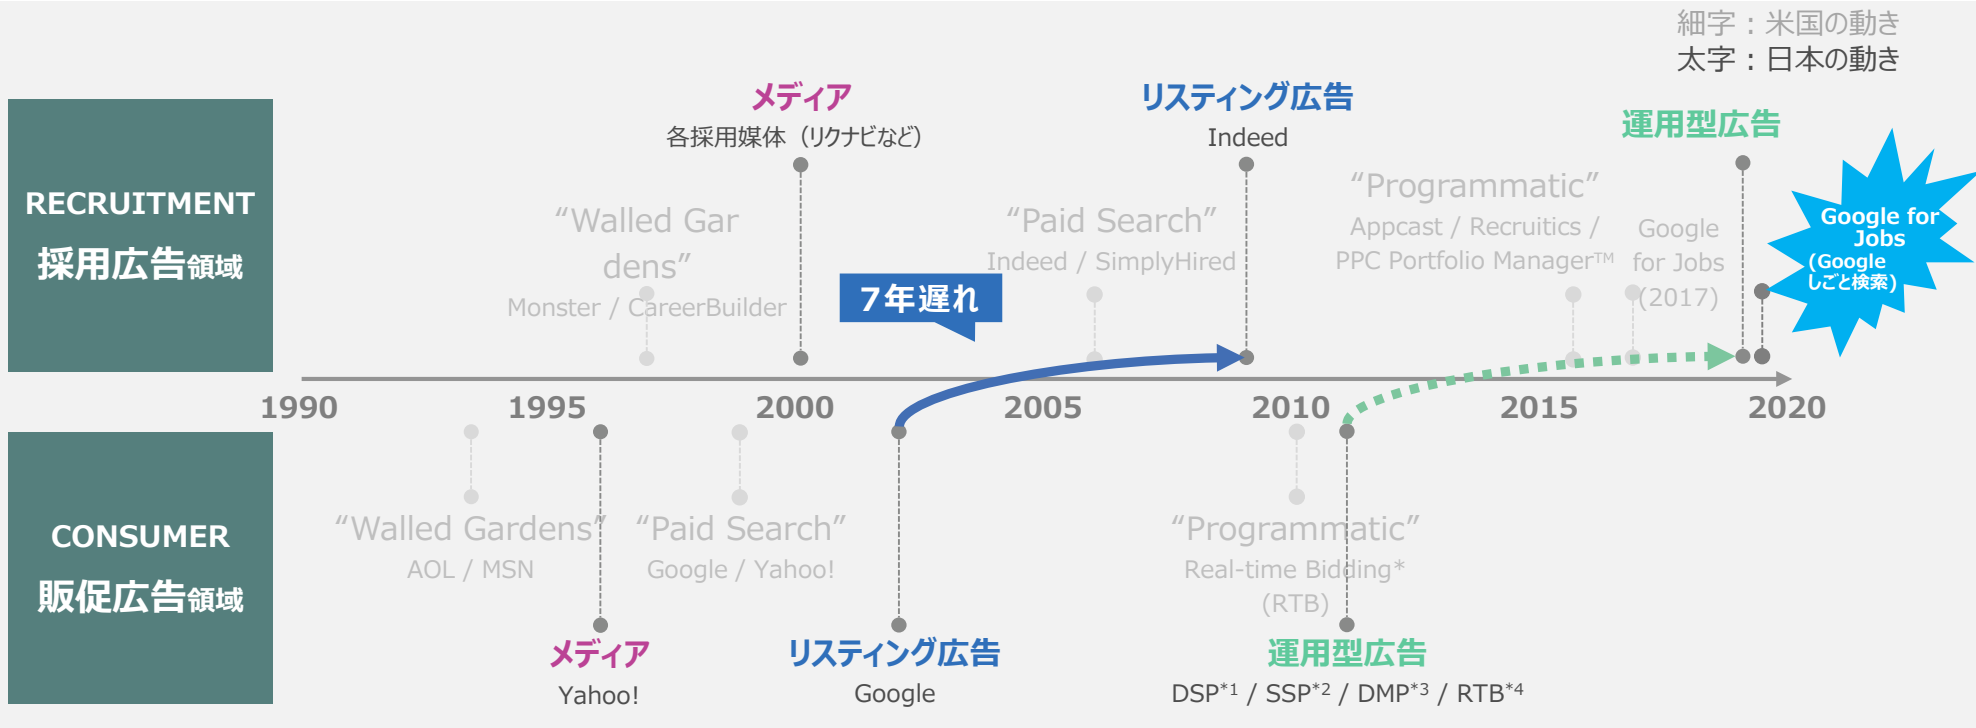 細字：米国の動き
太字：日本の動き
メディア
各採用媒体（リクナビなど）
リスティング広告
Indeed
運用型広告
RECRUITMENT
採用広告領域
“Walled Gar
dens”
Monster / CareerBuilder
“Paid Search”
Indeed / SimplyHired
“Programmatic”
Appcast / Recruitics /
PPC Portfolio Manager™
Google
for Jobs
(2017)
Google for
Jobs
(Google
しごと検索)
7年遅れ
1990 1995 2000 2005 2010 2015 2020
CONSUMER
販促広告領域
“Walled Gardens”
AOL / MSN
“Paid Search”
Google / Yahoo!
“Programmatic”
Real-time Bidding*
(RTB)
メディア
Yahoo!
リスティング広告
Google
運用型広告
DSP*1 / SSP*2 / DMP*3 / RTB*4